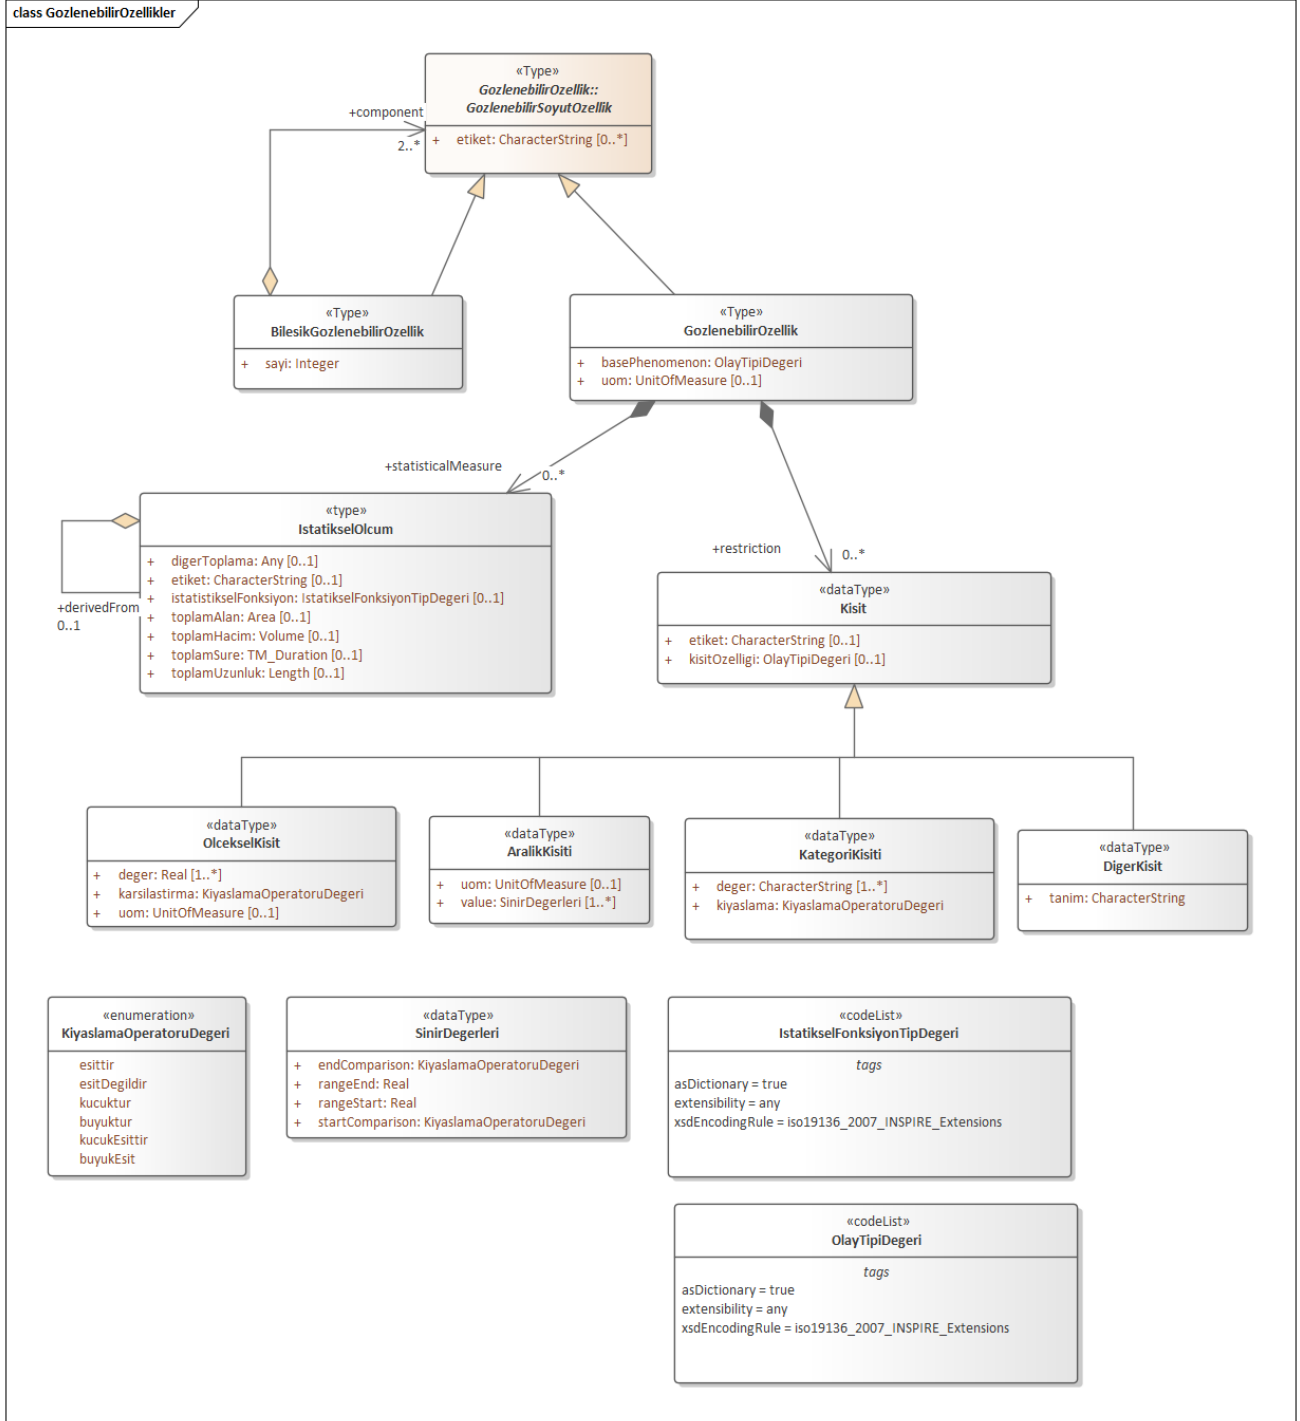 class GozlenebilirOzellikler
«Type»
GozlenebilirOzellik::
GozlenebilirSoyutOzellik
+ etiket: CharacterString [0..*]
+component
2..*
«Type»
BilesikGozlenebilirOzellik
+ sayi: Integer
«Type»
GozlenebilirOzellik
+ basePhenomenon: OlayTipiDegeri
+ uom: UnitOfMeasure [0..1]
+statisticalMeasure
0..*
«type»
IstatikselOlcum
+ digerToplama: Any [0..1]
+ etiket: CharacterString [0..1]
+ istatistikselFonksiyon: IstatikselFonksiyonTipDegeri [0..1]
+ toplamAlan: Area [0..1]
+ toplamHacim: Volume [0..1]
+ toplamSure: TM_Duration [0..1]
+ toplamUzunluk: Length [0..1]
+derivedFrom
0..1
+restriction
0..*
«dataType»
Kisit
+ etiket: CharacterString [0..1]
+ kisitOzelligi: OlayTipiDegeri [0..1]
«dataType»
OlcekselKisit
+ deger: Real [1..*]
+ karsilastirma: KiyaslamaOperatoruDegeri
+ uom: UnitOfMeasure [0..1]
«dataType»
AralikKisiti
+ uom: UnitOfMeasure [0..1]
+ value: SinirDegerleri [1..*]
«dataType»
KategoriKisiti
+ deger: CharacterString [1..*]
+ kiyaslama: KiyaslamaOperatoruDegeri
«dataType»
DigerKisit
+ tanim: CharacterString
«enumeration»
KiyaslamaOperatoruDegeri
esittir
esitDegildir
kucuktur
buyuktur
kucukEsittir
buyukEsit
«dataType»
SinirDegerleri
+ endComparison: KiyaslamaOperatoruDegeri
+ rangeEnd: Real
+ rangeStart: Real
+ startComparison: KiyaslamaOperatoruDegeri
«codeList»
IstatikselFonksiyonTipDegeri
tags
asDictionary = true
extensibility = any
xsdEncodingRule = iso19136_2007_INSPIRE_Extensions
«codeList»
OlayTipiDegeri
tags
asDictionary = true
extensibility = any
xsdEncodingRule = iso19136_2007_INSPIRE_Extensions